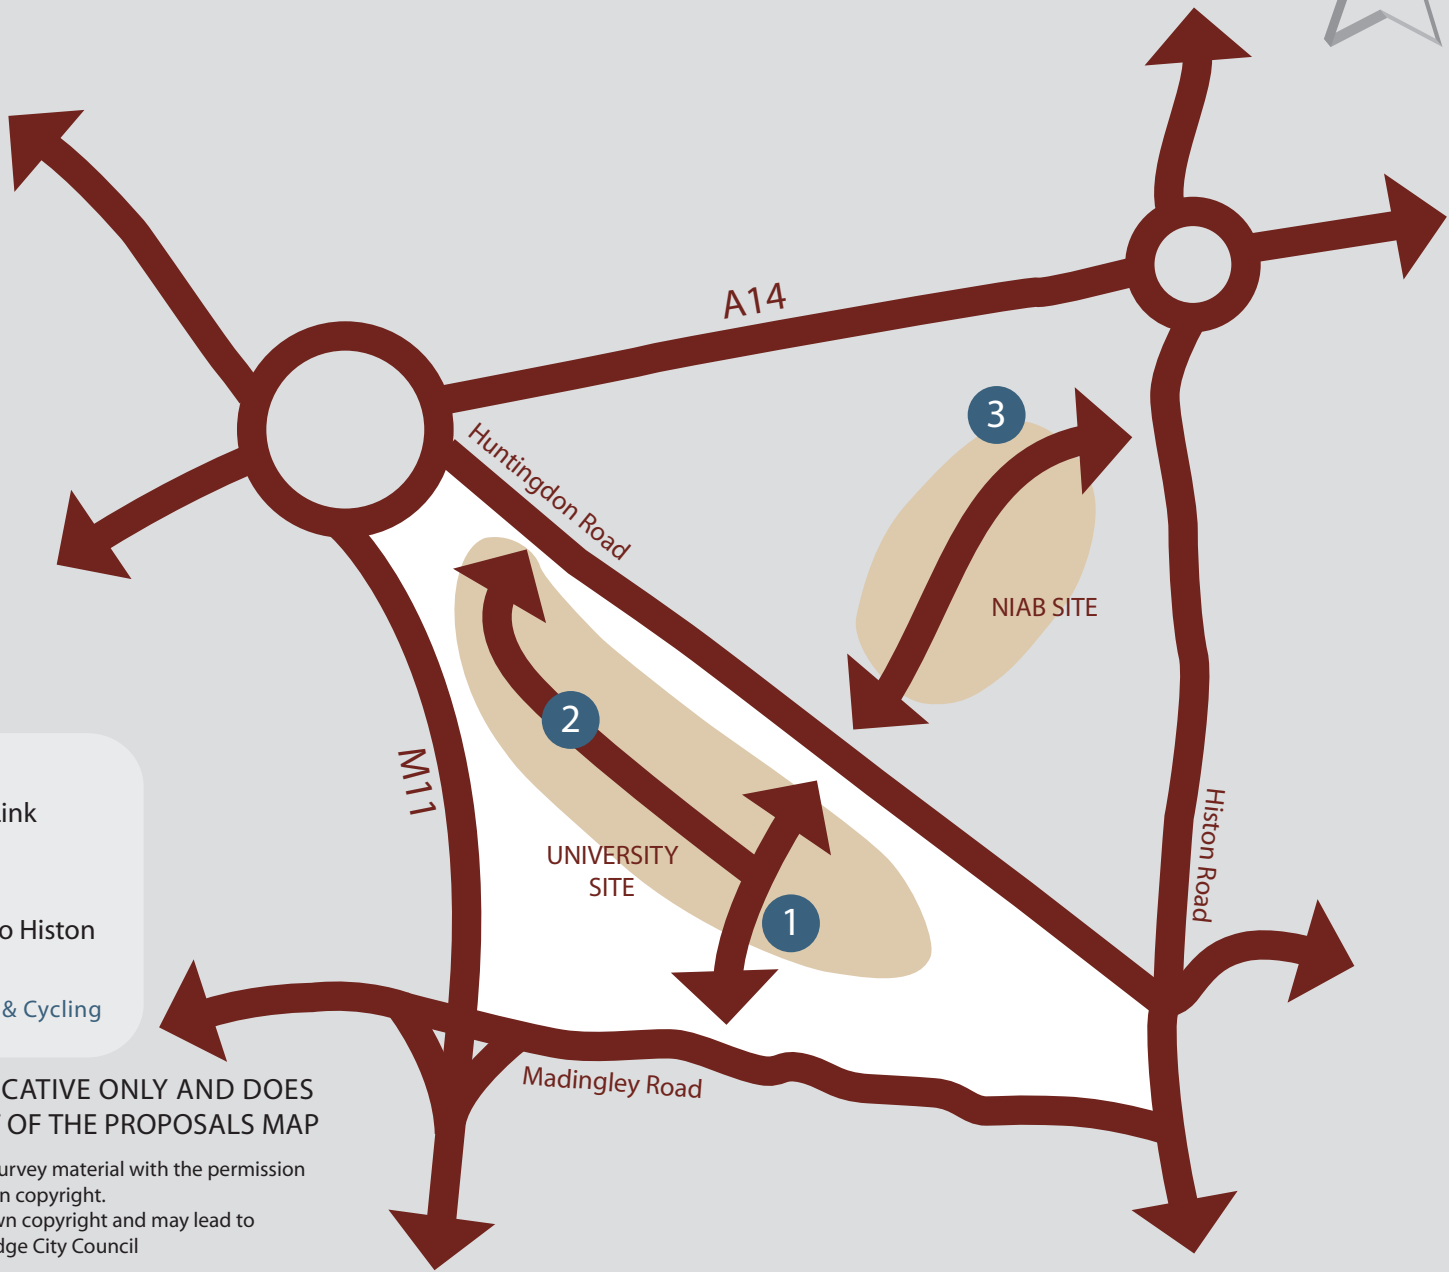 A14
Huntingdon Road
3
NIAB SITE
2
M11
UNIVERSITY
SITE
1
Histon Road
Madingley Road
ink
o Histon
& Cycling
CATIVE ONLY AND DOES
OF THE PROPOSALS MAP
urvey material with the permission
n copyright.
wn copyright and may lead to
dge City Council